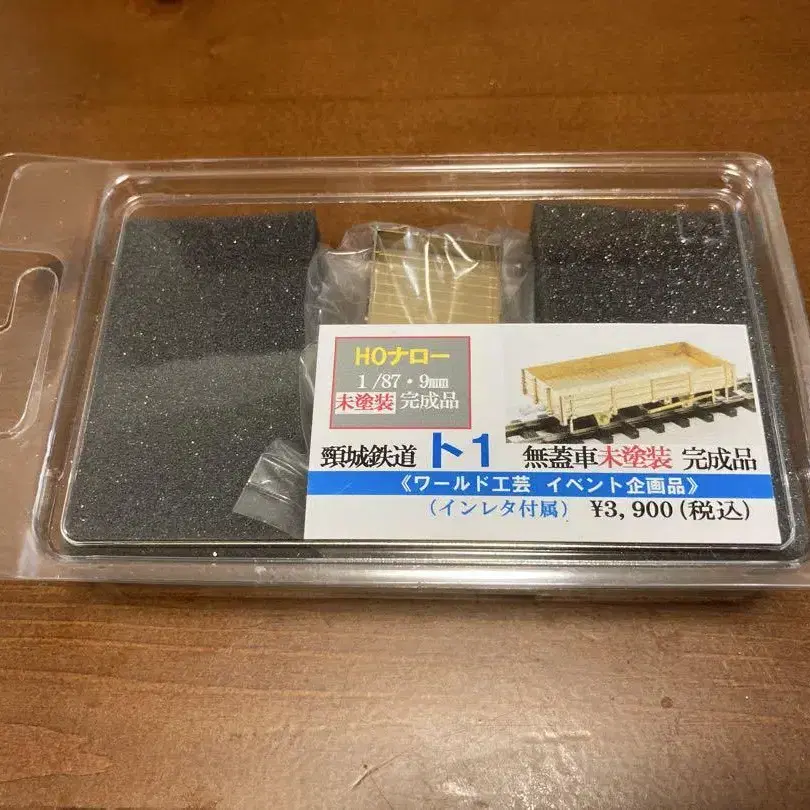 HOナロー
1/87・9mm
未塗装 完成品
頸城鉄道 ト1 無蓋車未塗装 完成品
《ワールド工芸 イベント企画品》
(インレタ付属) ¥3,900(税込)